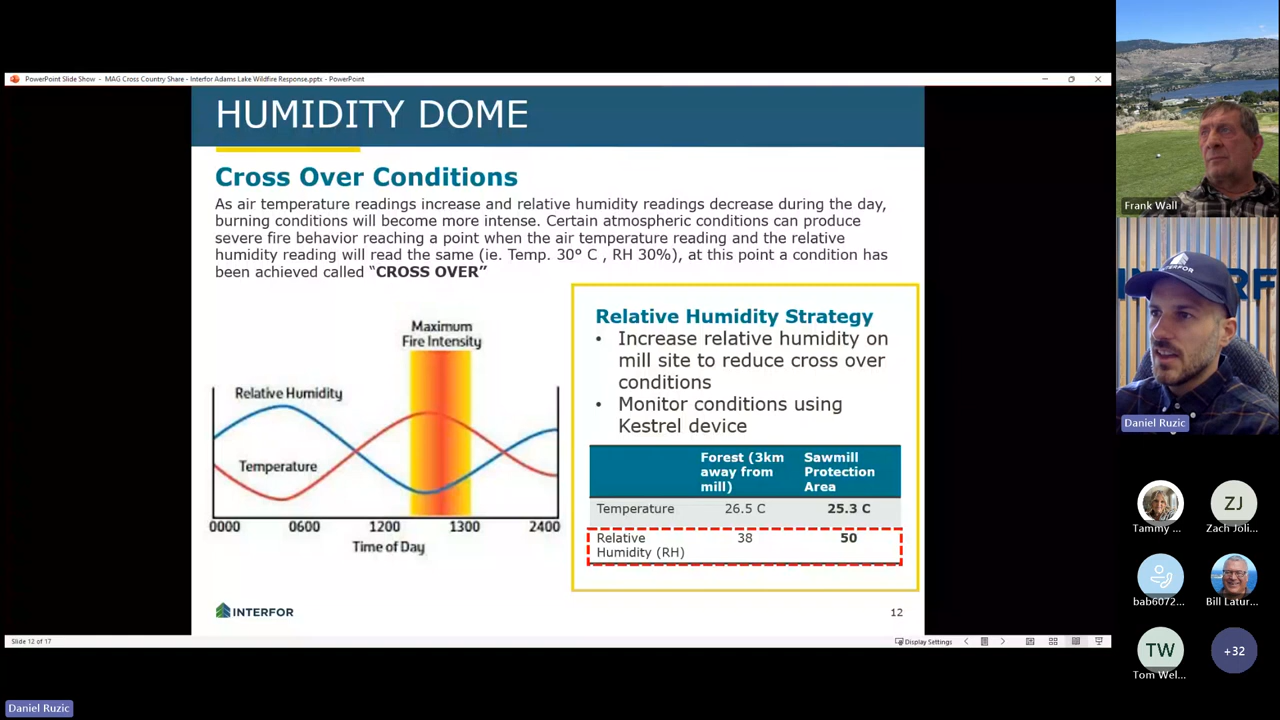 PowerPoint Slide Show - MAG Cross Country Share - Interfor Adams Lake Wildfire Response.pptx - PowerPoint
HUMIDITY DOME
Cross Over Conditions
As air temperature readings increase and relative humidity readings decrease during the day,
burning conditions will become more intense. Certain atmospheric conditions can produce
severe fire behavior reaching a point when the air temperature reading and the relative
humidity reading will read the same (ie. Temp. 30º C , RH 30%), at this point a condition has
been achieved called “CROSS OVER”
Maximum
Fire Intensity
Relative Humidity
Temperature
0000 0600 1200 1300 2400
Time of Day
Relative Humidity Strategy
• Increase relative humidity on
mill site to reduce cross over
conditions
• Monitor conditions using
Kestrel device
Forest (3km
away from
mill)
Sawmill
Protection
Area
Temperature 26.5 C 25.3 C
Relative
Humidity (RH) 38 50
INTERFOR
12
Slide 12 of 17
Display Settings
Frank Wall
INTERFOR
Daniel Ruzic
Tammy ...
ZJ
Zach Joli...
bab6072...
Bill Latur...
TW
Tom Wel...
+32
Daniel Ruzic